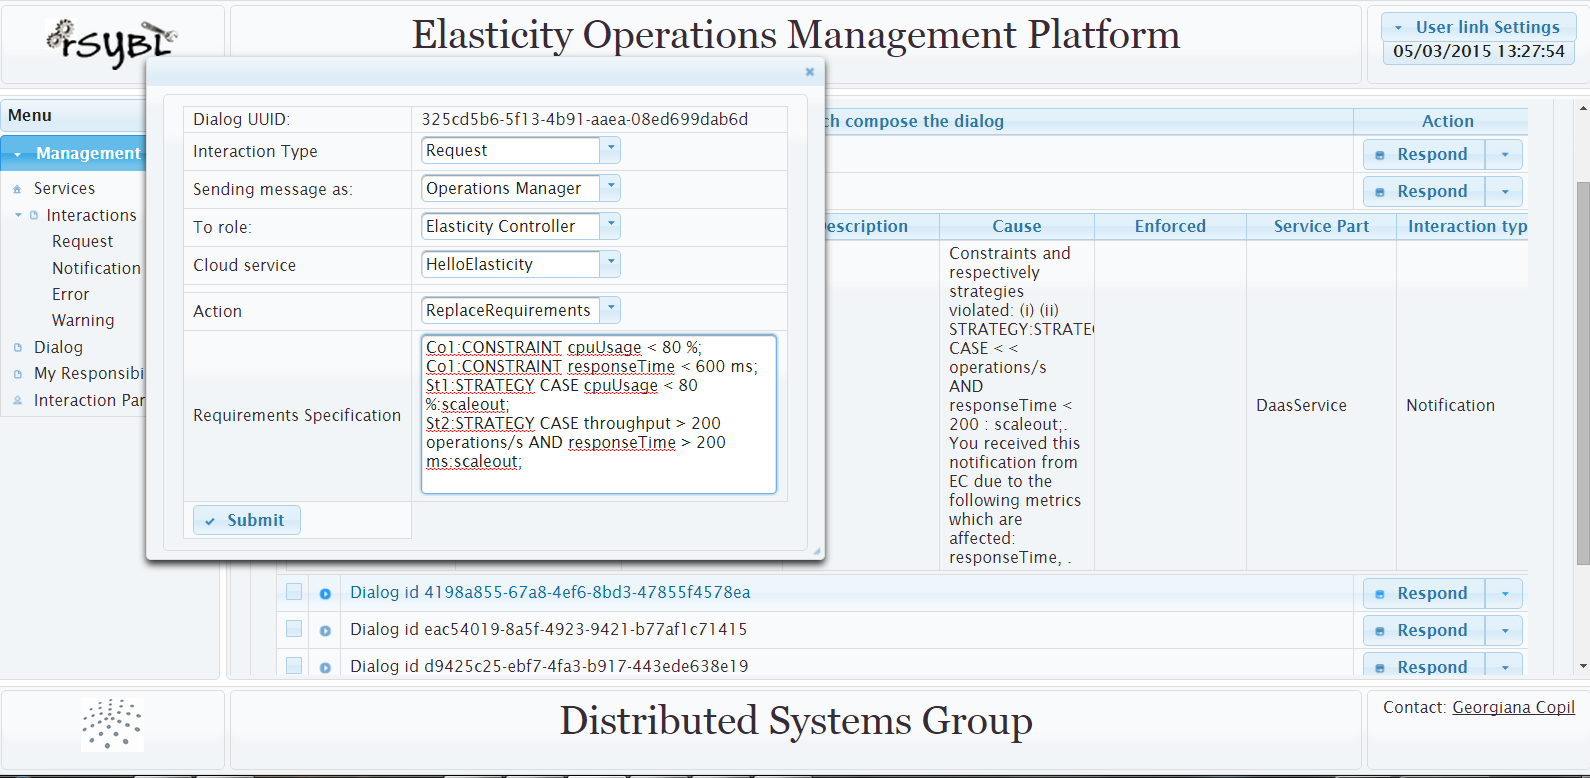 rSYBL
Elasticity Operations Management Platform
User linh Settings
05/03/2015 13:27:54
Menu
Management
Services
Interactions
Request
Notification
Error
Warning
Dialog
My Responsibi
Interaction Par
Dialog UUID:
325cd5b6-5f13-4b91-aaea-08ed699dab6d
Interaction Type
Request
Sending message as:
Operations Manager
To role:
Elasticity Controller
Cloud service
HelloElasticity
Action
ReplaceRequirements
Requirements Specification
Co1:CONSTRAINT cpuUsage < 80 %;
Co1:CONSTRAINT responseTime < 600 ms;
St1:STRATEGY CASE cpuUsage < 80
%:scaleout;
St2:STRATEGY CASE throughput > 200
operations/s AND responseTime > 200
ms:scaleout;
Submit
ch compose the dialog
Action
Respond
Respond
escription
Cause
Enforced
Service Part
Interaction typ
Constraints and
respectively
strategies
violated: (i) (ii)
STRATEGY:STRATE
CASE < <
operations/s
AND
responseTime <
200 : scaleout;.
You received this
notification from
EC due to the
following metrics
which are
affected:
responseTime, .
DaasService
Notification
Dialog id 4198a855-67a8-4ef6-8bd3-47855f4578ea
Respond
Dialog id eac54019-8a5f-4923-9421-b77af1c71415
Respond
Dialog id d9425c25-ebf7-4fa3-b917-443ede638e19
Respond
Distributed Systems Group
Contact: Georgiana Copil